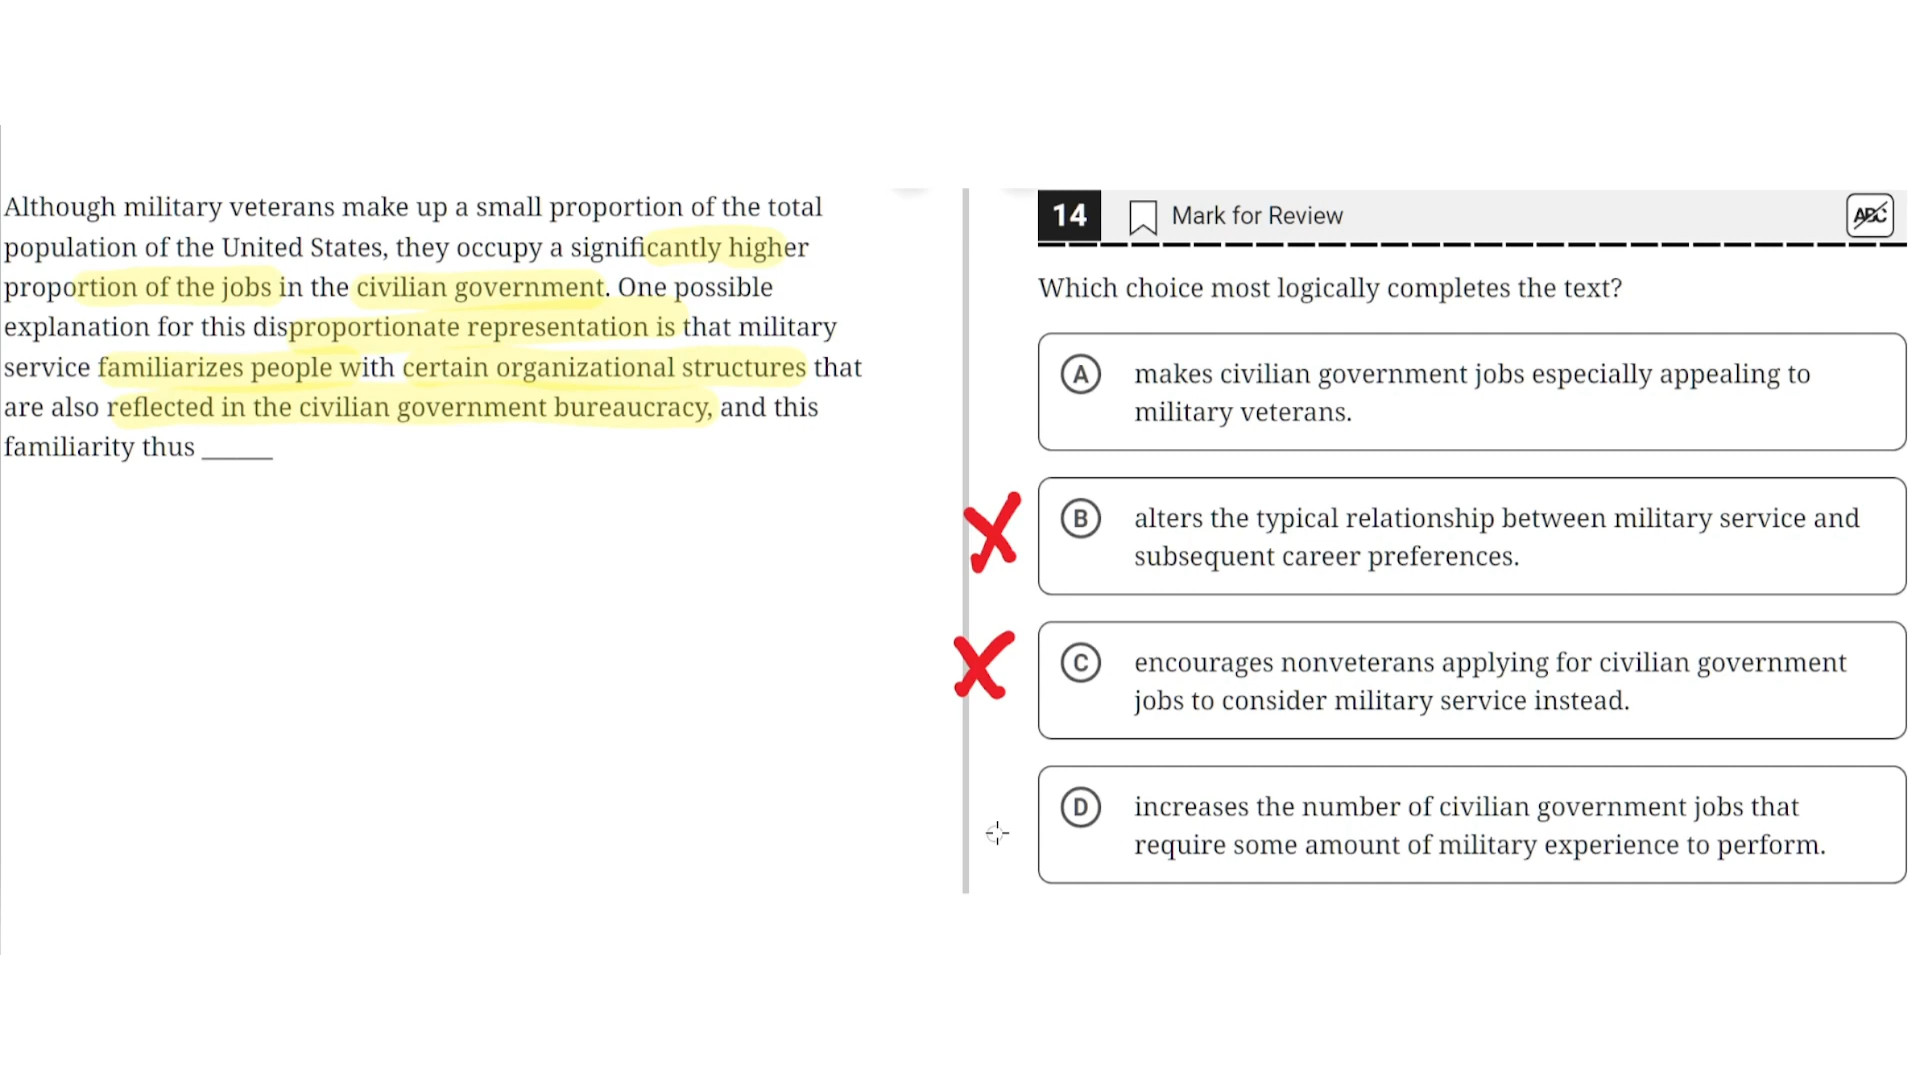 Although military veterans make up a small proportion of the total
population of the United States, they occupy a significantly higher
proportion of the jobs in the civilian government. One possible
explanation for this disproportionate representation is that military
service familiarizes people with certain organizational structures that
are also reflected in the civilian government bureaucracy, and this
familiarity thus ______
14 Mark for Review ABC
Which choice most logically completes the text?
A makes civilian government jobs especially appealing to
military veterans.
B alters the typical relationship between military service and
subsequent career preferences.
C encourages nonveterans applying for civilian government
jobs to consider military service instead.
D increases the number of civilian government jobs that
require some amount of military experience to perform.